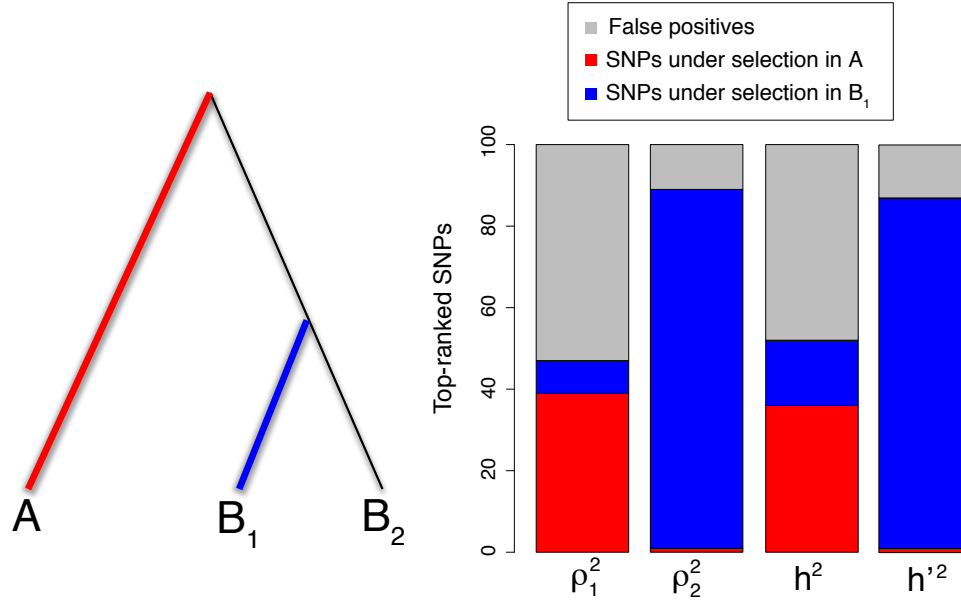 False positives
SNPs under selection in A
SNPs under selection in B₁
Top-ranked SNPs
100
80
60
40
20
0
A
B₁
B₂
ρ₁²
ρ₂²
h²
h’²